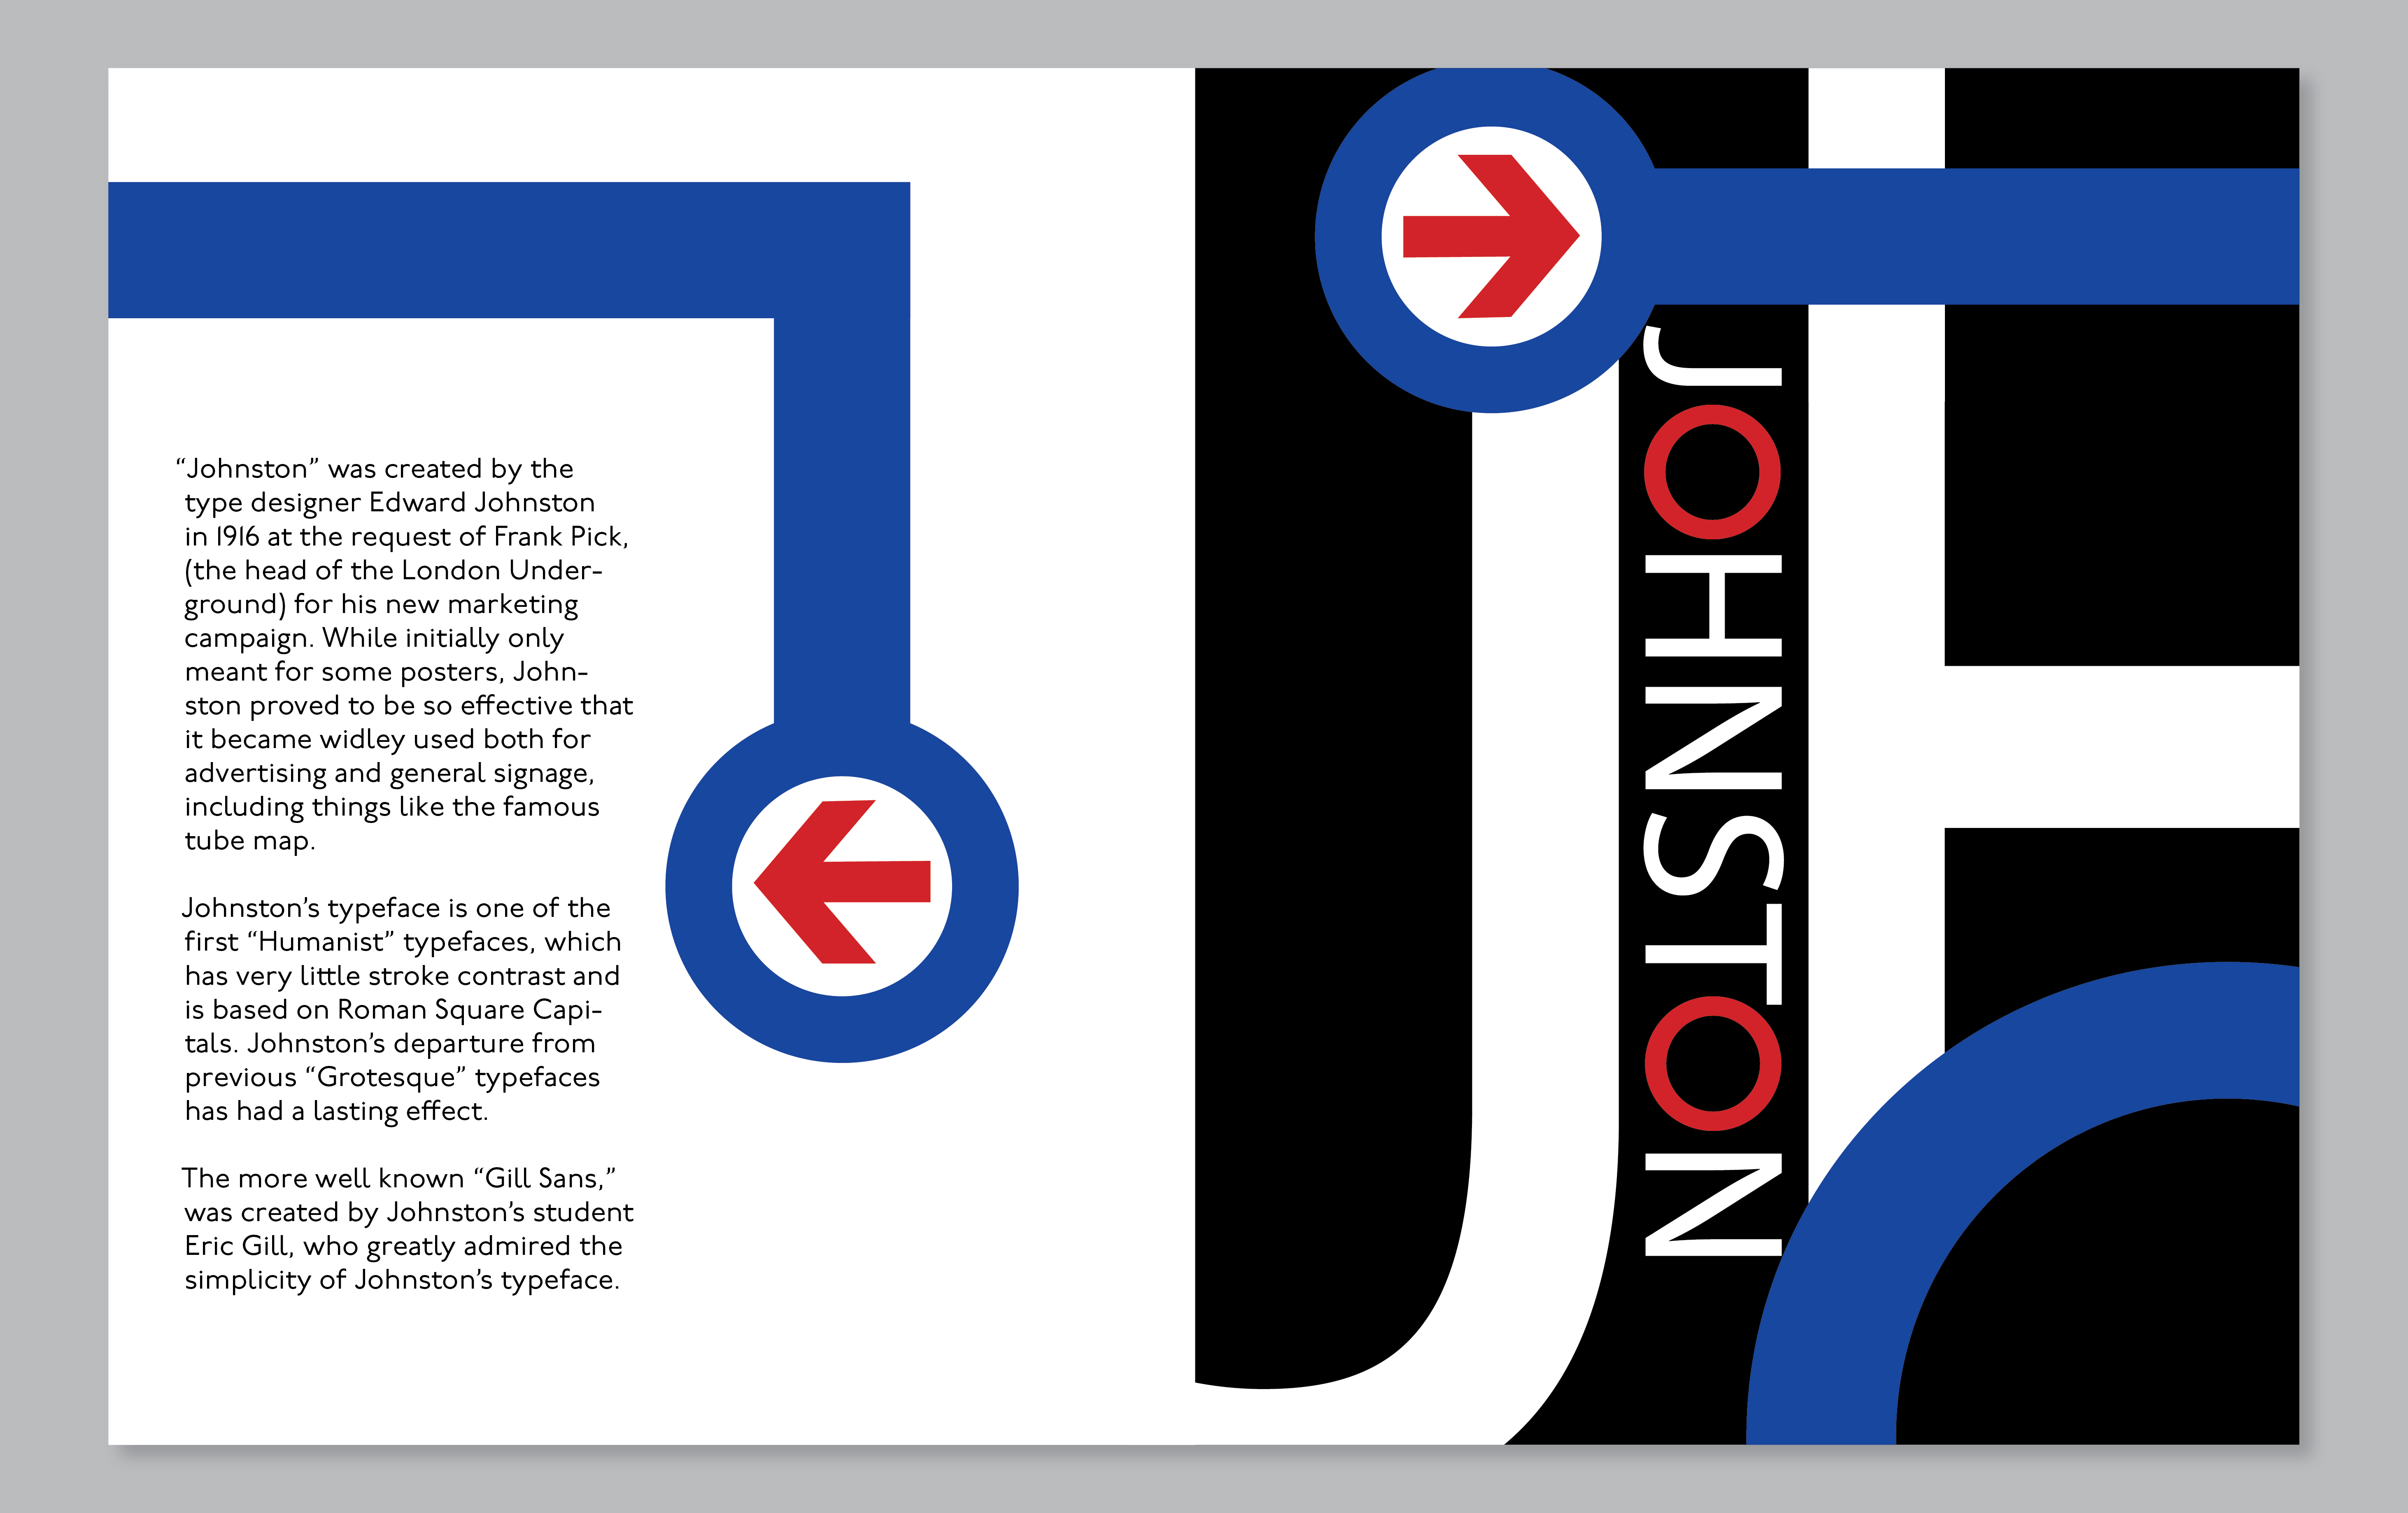 “Johnston” was created by the
type designer Edward Johnston
in 1916 at the request of Frank Pick,
(the head of the London Under-
ground) for his new marketing
campaign. While initially only
meant for some posters, John-
ston proved to be so effective that
it became widley used both for
advertising and general signage,
including things like the famous
tube map.
Johnston’s typeface is one of the
first “Humanist” typefaces, which
has very little stroke contrast and
is based on Roman Square Capi-
tals. Johnston’s departure from
previous “Grotesque” typefaces
has had a lasting effect.
The more well known “Gill Sans,”
was created by Johnston’s student
Eric Gill, who greatly admired the
simplicity of Johnston’s typeface.
JOHNSTON